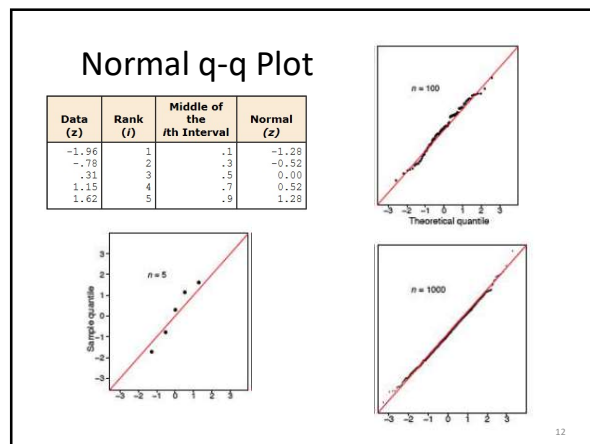 Normal q-q Plot
Data (z) Rank (i) Middle of the ith Interval Normal (z)
-1.96 1 .1 -1.28
-.78 2 .3 -0.52
.31 3 .5 0.00
1.15 4 .7 0.52
1.62 5 .9 1.28
n = 100
-3 -2 -1 0 1 2 3
Theoretical quantile
n = 5
Sample quantile
3
2
1
0
-1
-2
-3
-3 -2 -1 0 1 2 3
n = 1000
-3 -2 -1 0 1 2 3
12